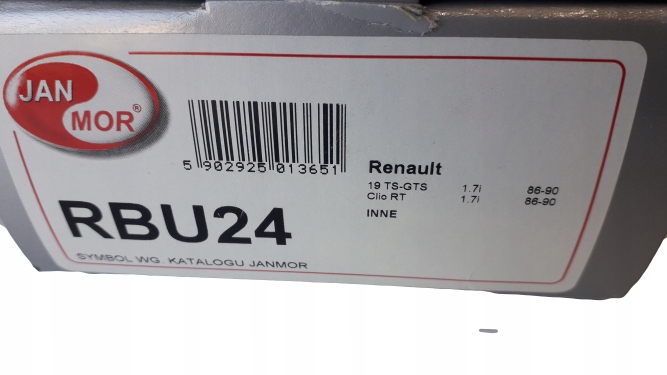 JAN
MOR®
5 902925 013651
Renault
19 TS-GTS 1.7i 86-90
Clio RT 1.7i 86-90
INNE
RBU24
SYMBOL WG. KATALOGU JANMOR